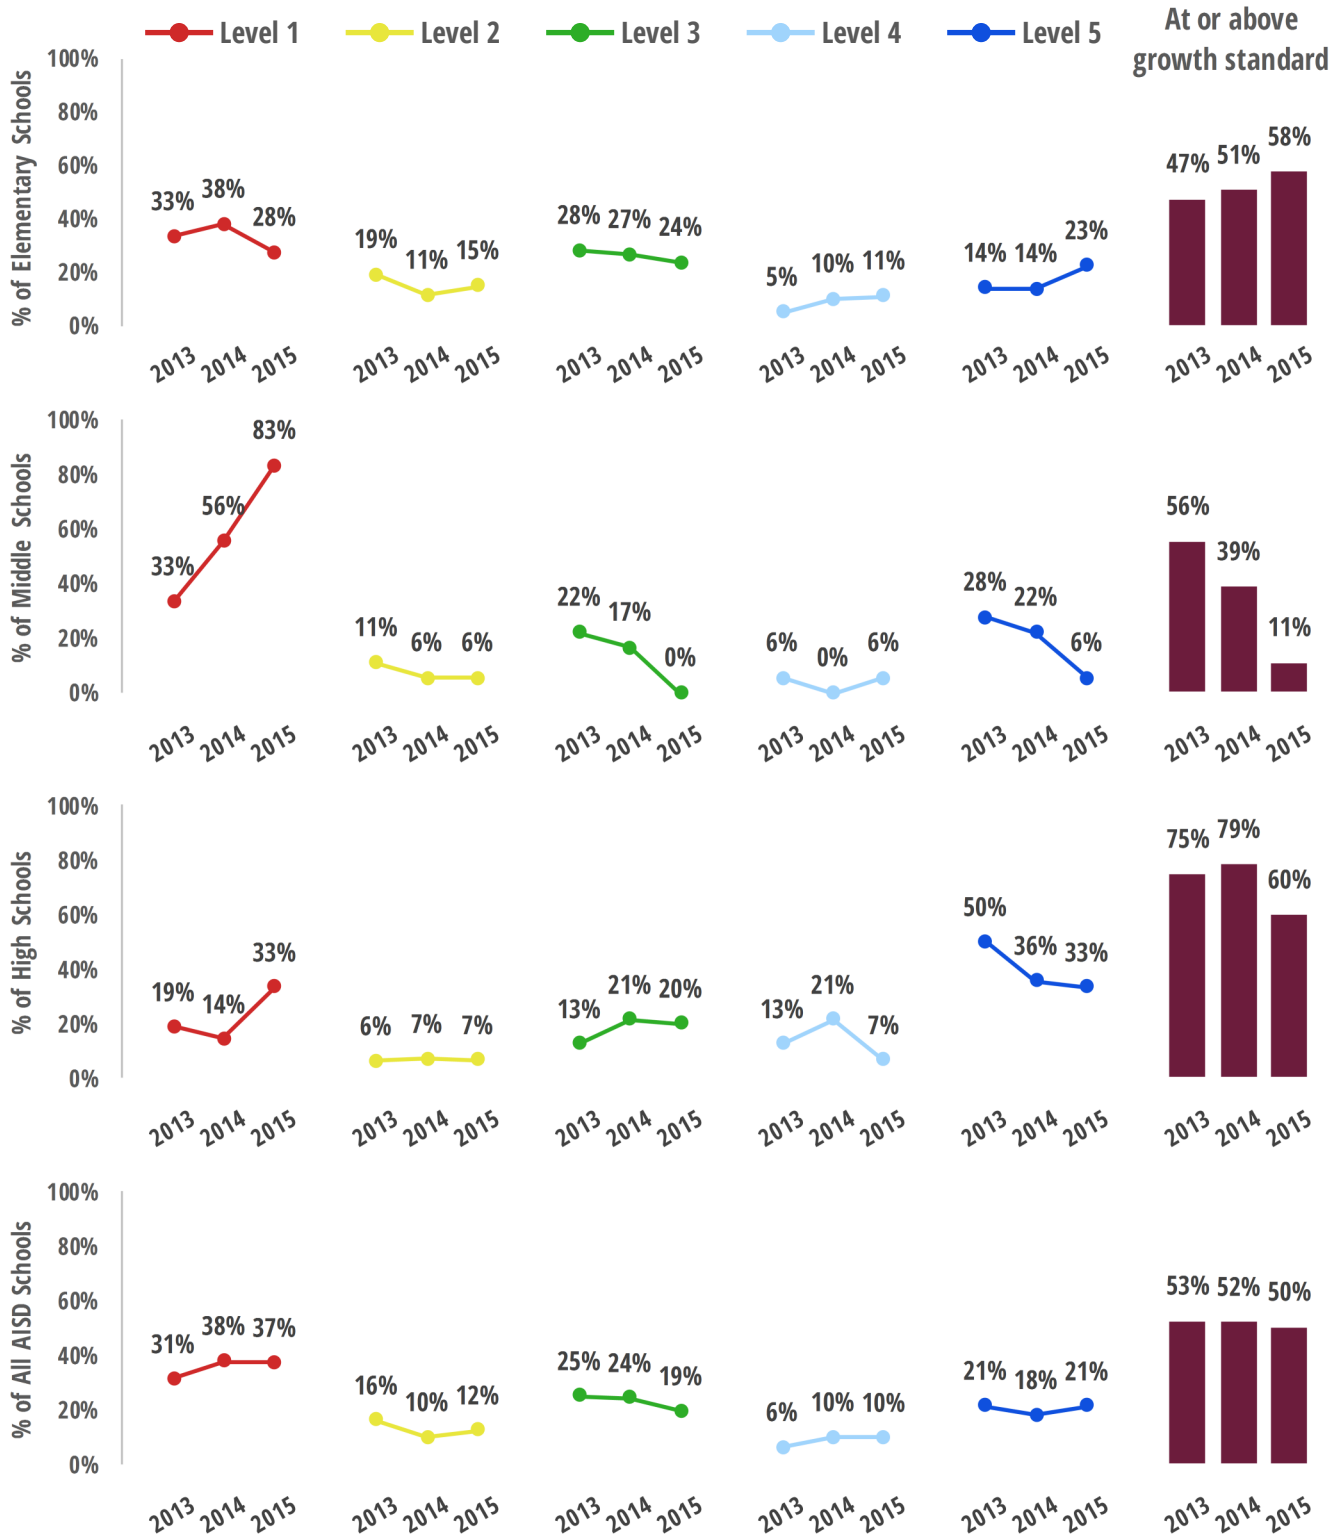 Level 1
Level 2
Level 3
Level 4
Level 5
At or above
growth standard
% of Elementary Schools
100%
80%
60%
40%
20%
0%
33% 38% 28%
19% 11% 15%
28% 27% 24%
5% 10% 11%
14% 14% 23%
47% 51% 58%
2013 2014 2015
2013 2014 2015
2013 2014 2015
2013 2014 2015
2013 2014 2015
2013 2014 2015
% of Middle Schools
100%
80%
60%
40%
20%
0%
33% 56% 83%
11% 6% 6%
22% 17% 0%
6% 0% 6%
28% 22% 6%
56% 39% 11%
2013 2014 2015
2013 2014 2015
2013 2014 2015
2013 2014 2015
2013 2014 2015
2013 2014 2015
% of High Schools
100%
80%
60%
40%
20%
0%
19% 14% 33%
6% 7% 7%
13% 21% 20%
13% 21% 7%
50% 36% 33%
75% 79% 60%
2013 2014 2015
2013 2014 2015
2013 2014 2015
2013 2014 2015
2013 2014 2015
2013 2014 2015
% of All AISD Schools
100%
80%
60%
40%
20%
0%
31% 38% 37%
16% 10% 12%
25% 24% 19%
6% 10% 10%
21% 18% 21%
53% 52% 50%
2013 2014 2015
2013 2014 2015
2013 2014 2015
2013 2014 2015
2013 2014 2015
2013 2014 2015